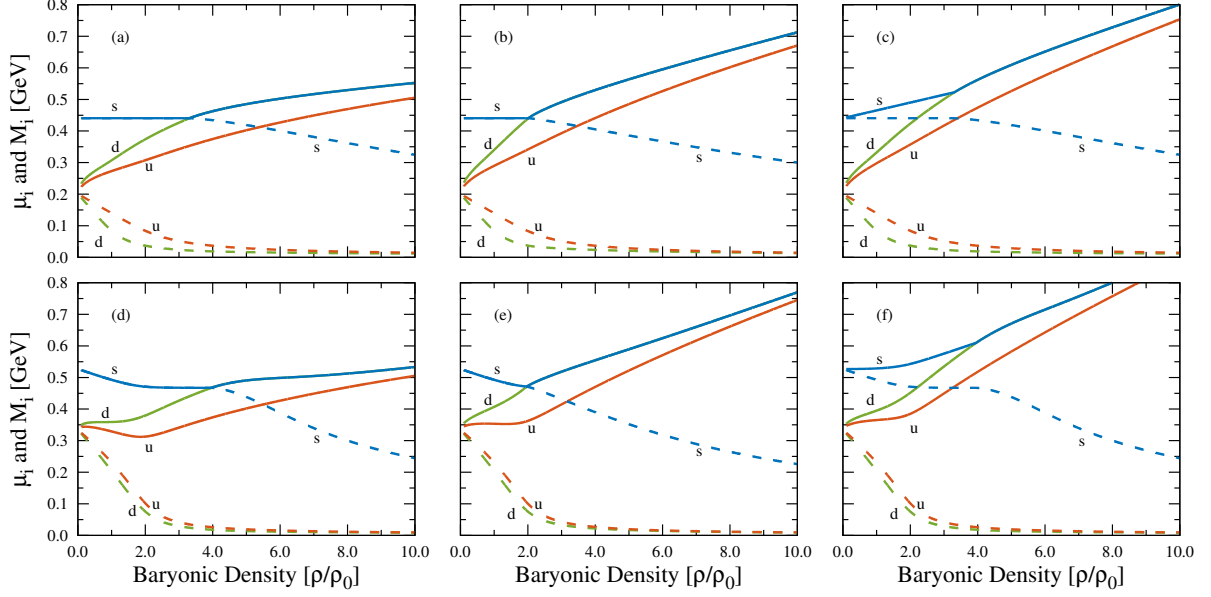 (a)
(b)
(c)
μ_i and M_i [GeV]
0.8
0.7
0.6
0.5
0.4
0.3
0.2
0.1
0.0
s
d
u
s
u
d
s
d
u
s
u
d
s
d
u
s
u
d
(d)
(e)
(f)
μ_i and M_i [GeV]
0.8
0.7
0.6
0.5
0.4
0.3
0.2
0.1
0.0
s
d
u
s
u
d
s
d
u
s
u
d
s
d
u
s
u
d
0.0 2.0 4.0 6.0 8.0 10.0
0.0 2.0 4.0 6.0 8.0 10.0
0.0 2.0 4.0 6.0 8.0 10.0
Baryonic Density [ρ/ρ₀]
Baryonic Density [ρ/ρ₀]
Baryonic Density [ρ/ρ₀]